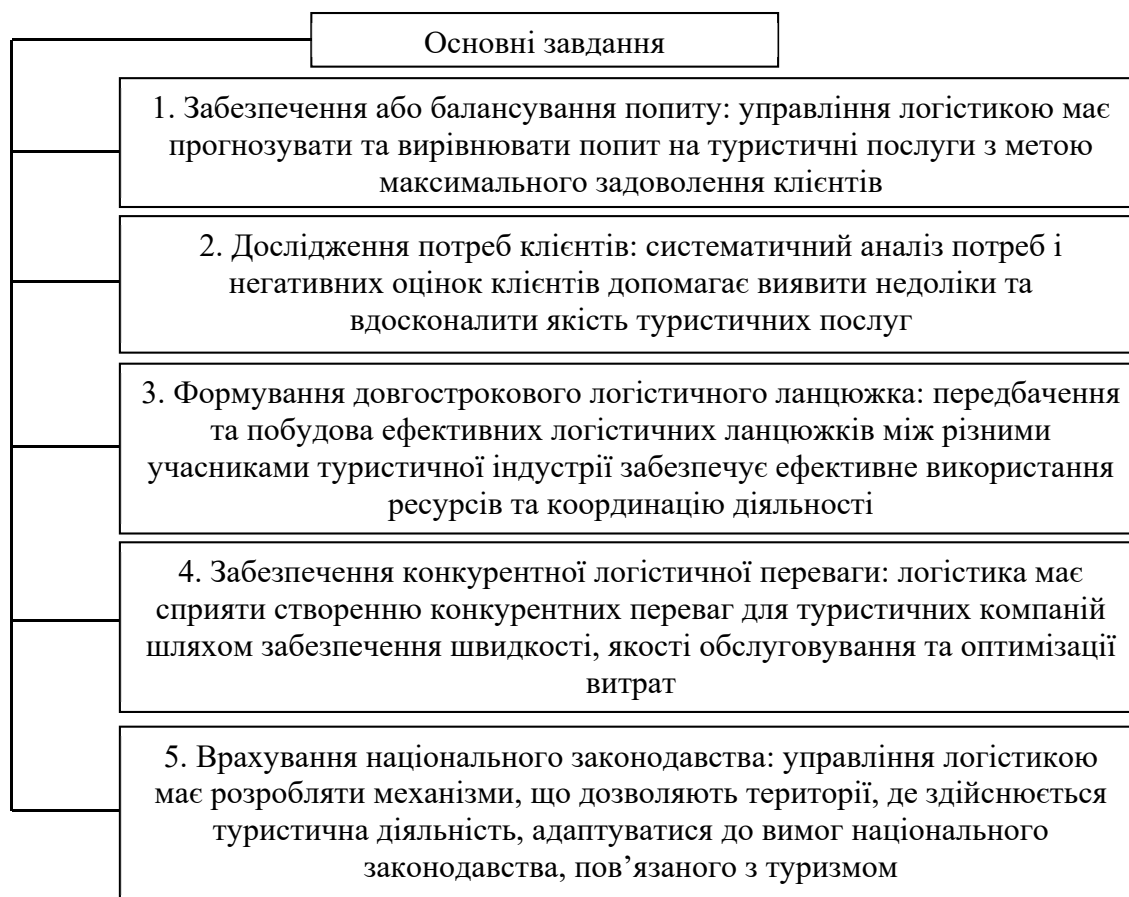 Основні завдання
1. Забезпечення або балансування попиту: управління логістикою має
прогнозувати та вирівнювати попит на туристичні послуги з метою
максимального задоволення клієнтів
2. Дослідження потреб клієнтів: систематичний аналіз потреб і
негативних оцінок клієнтів допомагає виявити недоліки та
вдосконалити якість туристичних послуг
3. Формування довгострокового логістичного ланцюжка: передбачення
та побудова ефективних логістичних ланцюжків між різними
учасниками туристичної індустрії забезпечує ефективне використання
ресурсів та координацію діяльності
4. Забезпечення конкурентної логістичної переваги: логістика має
сприяти створенню конкурентних переваг для туристичних компаній
шляхом забезпечення швидкості, якості обслуговування та оптимізації
витрат
5. Врахування національного законодавства: управління логістикою
має розробляти механізми, що дозволяють території, де здійснюється
туристична діяльність, адаптуватися до вимог національного
законодавства, пов’язаного з туризмом